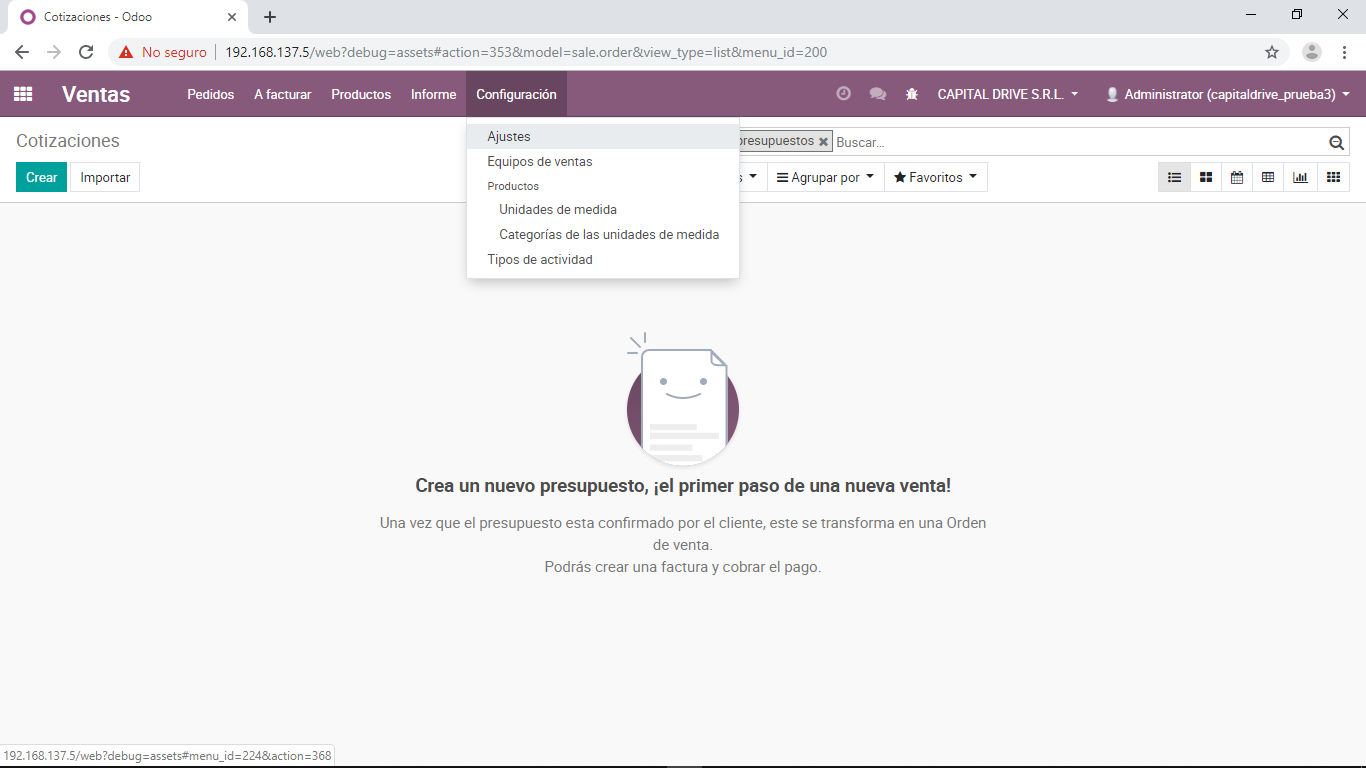 Cotizaciones - Odoo
No seguro
192.168.137.5/web?debug=assets#action=353&model=sale.order&view_type=list&menu_id=200
Ventas
Pedidos
A facturar
Productos
Informe
Configuración
CAPITAL DRIVE S.R.L.
Administrator (capitaldrive_prueba3)
Cotizaciones
Ajustes
presupuestos
Buscar...
Crear
Importar
Equipos de ventas
Agrupar por
Favoritos
Productos
Unidades de medida
Categorías de las unidades de medida
Tipos de actividad
Crea un nuevo presupuesto, ¡el primer paso de una nueva venta!
Una vez que el presupuesto esta confirmado por el cliente, este se transforma en una Orden
de venta.
Podrás crear una factura y cobrar el pago.
192.168.137.5/web?debug=assets#menu_id=224&action=368